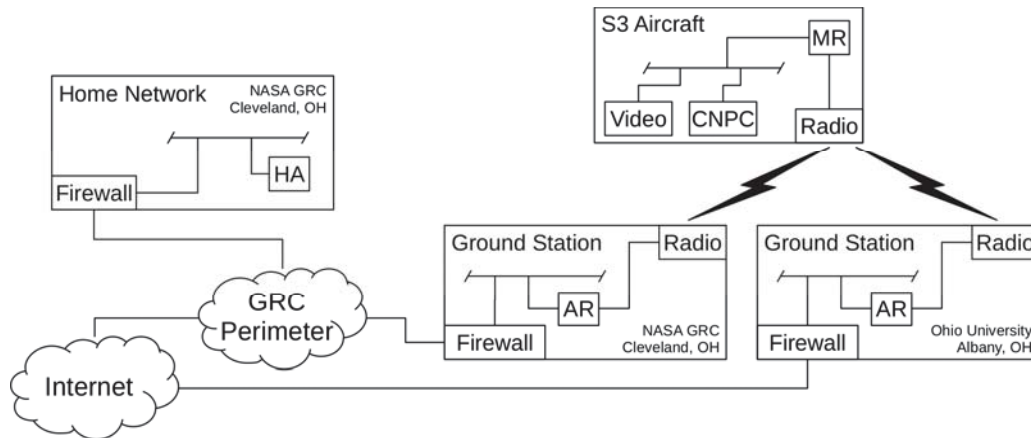 S3 Aircraft
MR
Video
CNPC
Radio
Home Network
NASA GRC
Cleveland, OH
HA
Firewall
Ground Station
Radio
AR
Firewall
NASA GRC
Cleveland, OH
Ground Station
Radio
AR
Firewall
Ohio University
Albany, OH
GRC
Perimeter
Internet